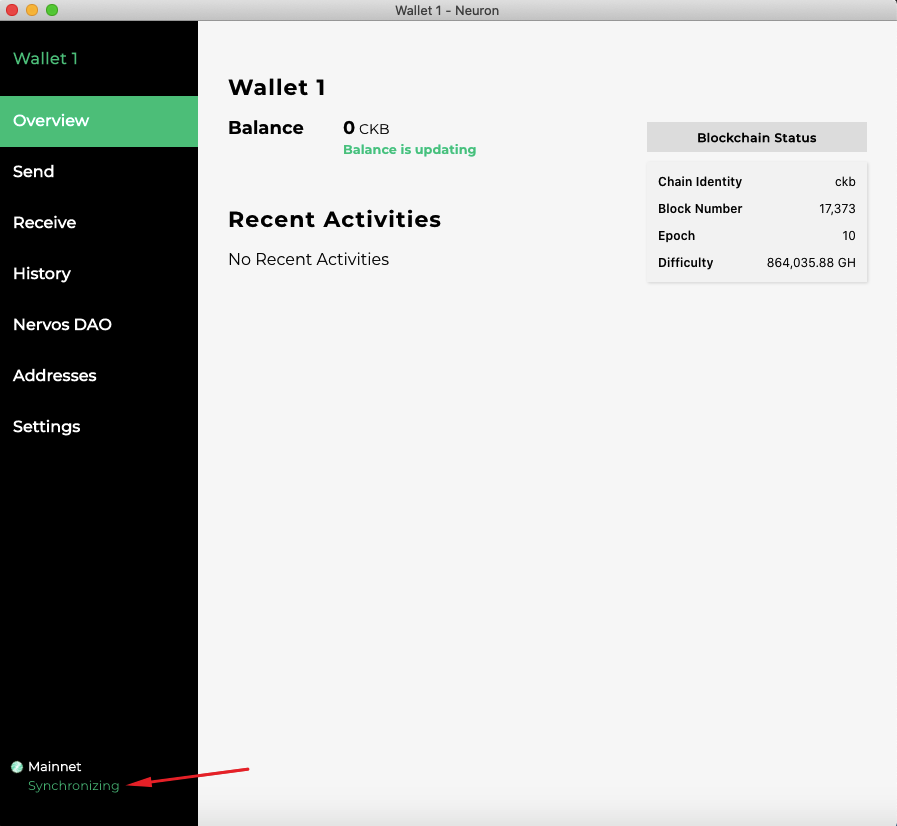 Wallet 1 - Neuron
Wallet 1
Overview
Send
Receive
History
Nervos DAO
Addresses
Settings
Mainnet
Synchronizing
Wallet 1
Balance 0 CKB
Balance is updating
Recent Activities
No Recent Activities
Blockchain Status
Chain Identity ckb
Block Number 17,373
Epoch 10
Difficulty 864,035.88 GH